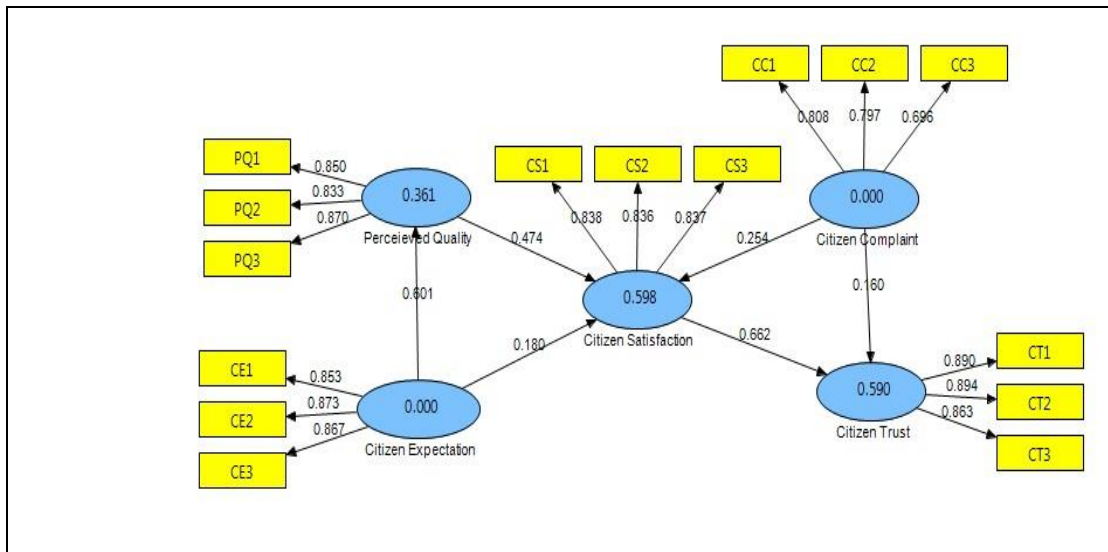 CC1
CC2
CC3
0.808
0.797
0.696
PQ1
PQ2
PQ3
0.850
0.833
0.870
0.361
Perceieved Quality
CS1
CS2
CS3
0.838
0.836
0.837
0.000
Citizen Complaint
0.474
0.254
0.601
0.598
Citizen Satisfaction
0.160
0.180
0.662
CE1
CE2
CE3
0.853
0.873
0.867
0.000
Citizen Expectation
0.590
Citizen Trust
0.890
0.894
0.863
CT1
CT2
CT3